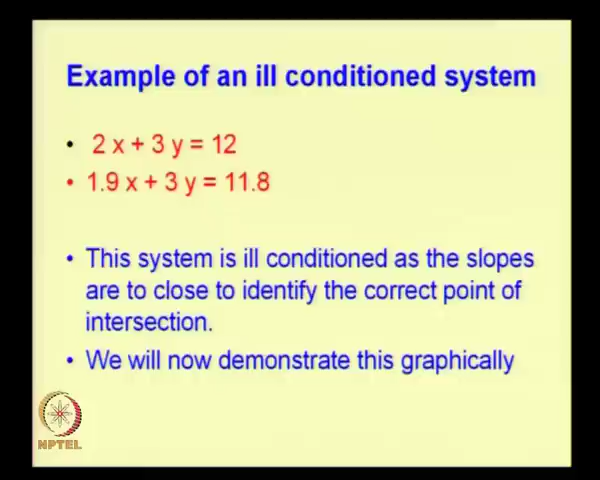 Example of an ill conditioned system
• 2 x + 3 y = 12
• 1.9 x + 3 y = 11.8
• This system is ill conditioned as the slopes
are to close to identify the correct point of
intersection.
• We will now demonstrate this graphically
NPTEL